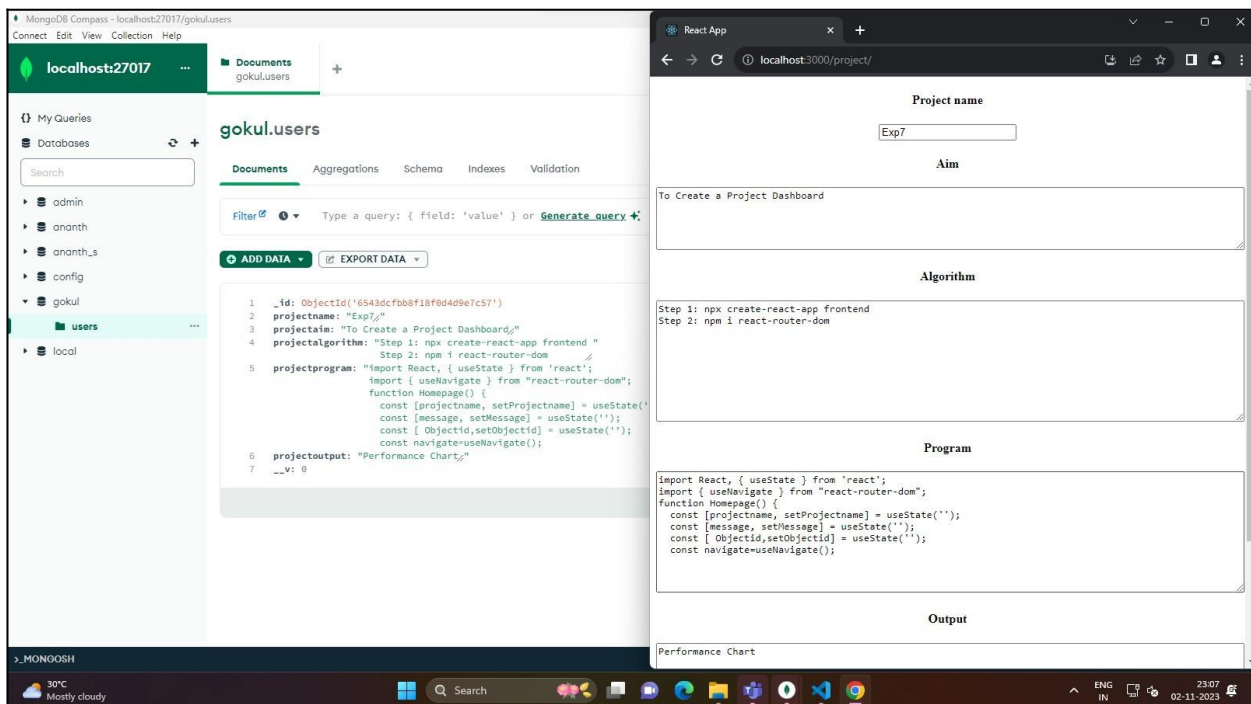 MongoDB Compass - localhost:27017/gokul.users
Connect Edit View Collection Help
localhost:27017 ...
Documents
gokul.users
+
{} My Queries
Databases
Search
admin
ananth
ananth_s
config
gokul
users ...
local
gokul.users
Documents Aggregations Schema Indexes Validation
Filter Type a query: { field: 'value' } or Generate query
ADD DATA EXPORT DATA
1 _id: ObjectId('6543dcfbb8f18f0d4d9e7c57')
2 projectname: "Exp7"
3 projectaim: "To Create a Project Dashboard"
4 projectalgorithm: "Step 1: npx create-react-app frontend "
Step 2: npm i react-router-dom
5 projectprogram: "import React, { useState } from 'react';
import { useNavigate } from "react-router-dom";
function Homepage() {
const [projectname, setProjectname] = useState('
const [message, setMessage] = useState('');
const [ Objectid,setObjectid] = useState('');
const navigate=useNavigate();
6 projectoutput: "Performance Chart"
7 __v: 0
>_MONGOSH
React App
localhost:3000/project/
Project name
Exp7
Aim
To Create a Project Dashboard
Algorithm
Step 1: npx create-react-app frontend
Step 2: npm i react-router-dom
Program
import React, { useState } from 'react';
import { useNavigate } from "react-router-dom";
function Homepage() {
const [projectname, setProjectname] = useState('');
const [message, setMessage] = useState('');
const [ Objectid,setObjectid] = useState('');
const navigate=useNavigate();
Output
Performance Chart
30°C
Mostly cloudy
Search
ENG
IN
23:07
02-11-2023